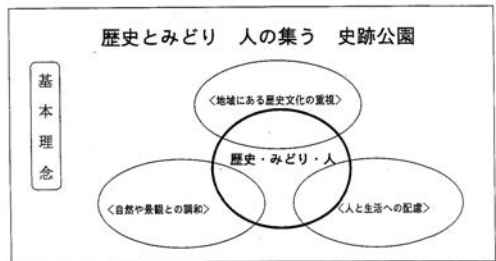 歴史とみどり　人の集う　史跡公園
基本理念
〈地域にある歴史文化の重視〉
歴史・みどり・人
〈自然や景観との調和〉
〈人と生活への配慮〉